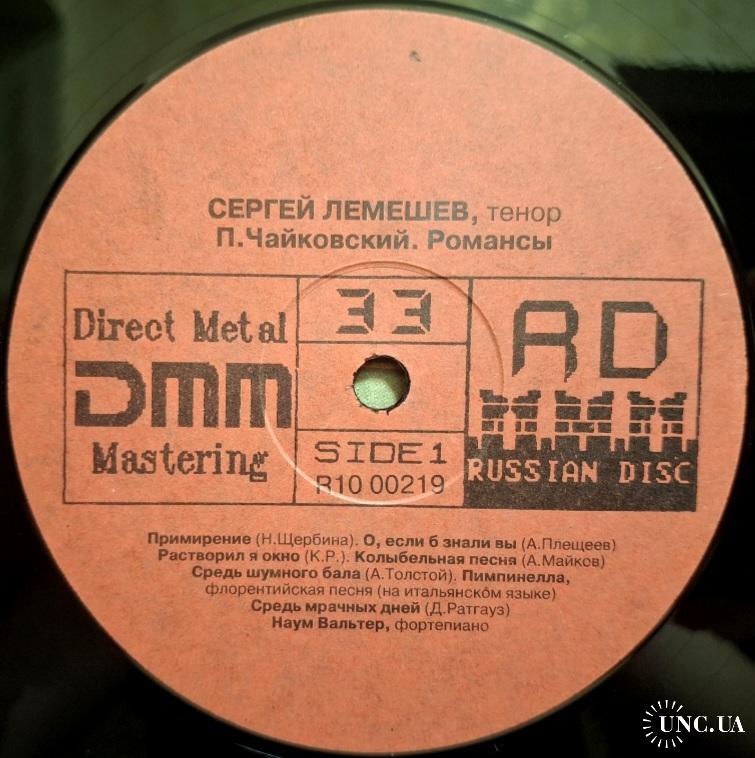 СЕРГЕЙ ЛЕМЕШЕВ, тенор
П.Чайковский. Романсы
Direct Metal
DMM
Mastering
33
SIDE 1
R10 00219
RD
RUSSIAN DISC
Примирение (Н.Щербина). О, если б знали вы (А.Плещеев)
Растворил я окно (К.Р.). Колыбельная песня (А.Майков)
Средь шумного бала (А.Толстой). Пимпинелла,
флорентийская песня (на итальянском языке)
Средь мрачных дней (Д.Ратгауз)
Наум Вальтер, фортепиано
UNC.UA